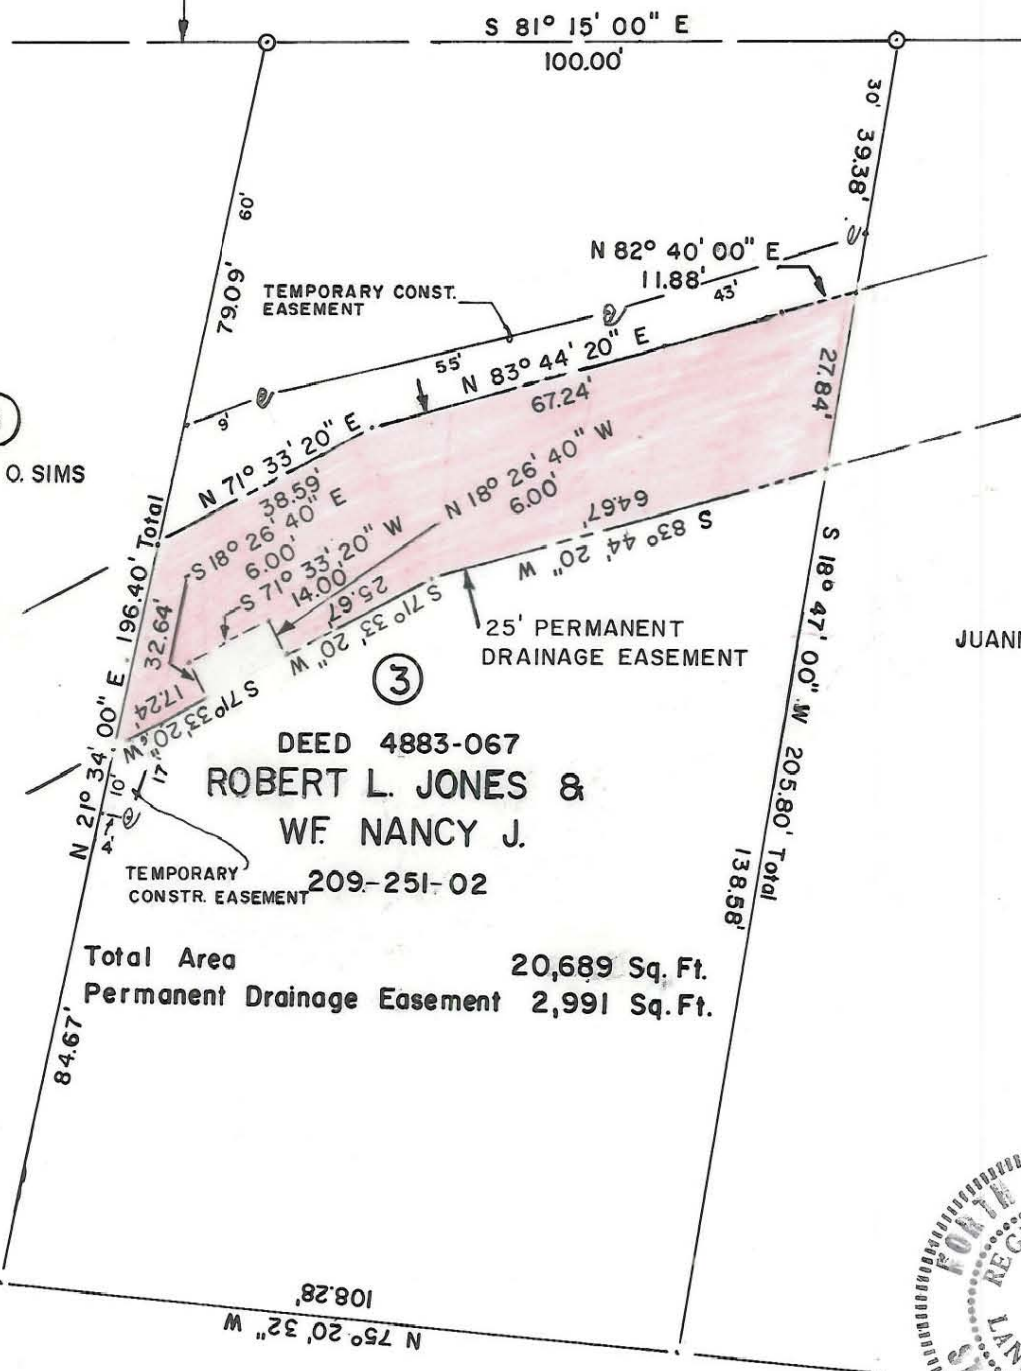 S 81° 15' 00" E
100.00'
30'
39.38'
60'
79.09'
N 82° 40' 00" E
11.88'
43'
TEMPORARY CONST.
EASEMENT
55'
N 83° 44' 20" E
67.24'
27.84'
9'
O. SIMS
N 71° 33' 20" E
38.59'
S 18° 26' 40" E
6.00'
S 71° 33' 20" W
14.00'
N 18° 26' 40" W
6.00'
64.67'
S 83° 44' 20" W
25.67'
S 71° 33' 20" W
32.64'
17.24'
S 71° 33' 20" W
N 21° 34' 00" E 196.40' Total
25' PERMANENT
DRAINAGE EASEMENT
S 18° 47' 00" W 205.80' Total
JUANI
3
DEED 4883-067
ROBERT L. JONES &
WF. NANCY J.
209-251-02
10'
17'
4'
TEMPORARY
CONSTR. EASEMENT
138.58'
Total Area 20,689 Sq. Ft.
Permanent Drainage Easement 2,991 Sq. Ft.
84.67'
108.28'
N 75° 20' 32" W
NORTH
REG
LAN